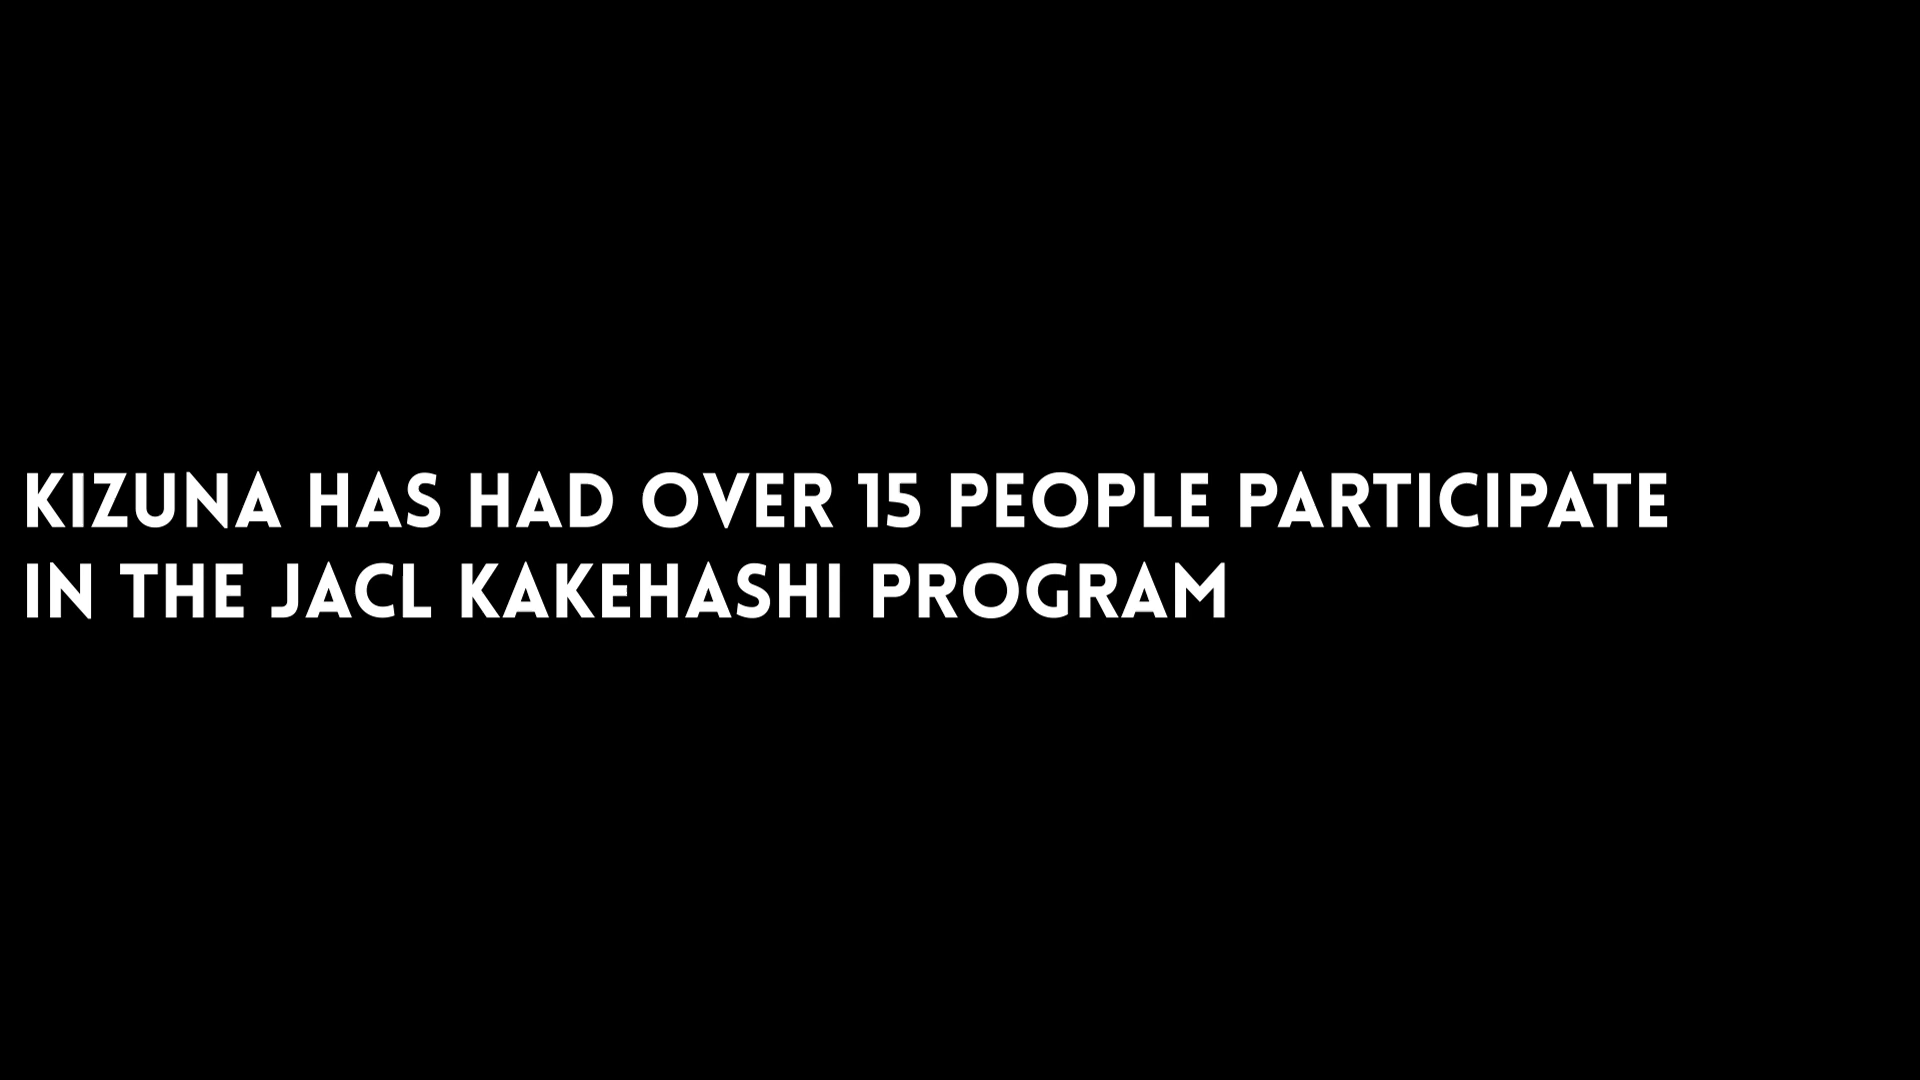 KIZUNA HAS HAD OVER 15 PEOPLE PARTICIPATE
IN THE JACL KAKEHASHI PROGRAM